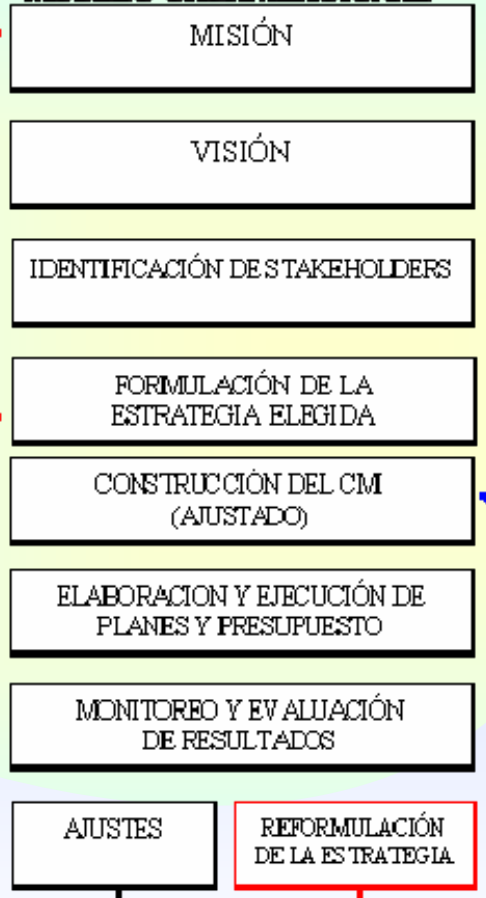 MISIÓN
VISIÓN
IDENTIFICACIÓN DE STAKEHOLDERS
FORMULACIÓN DE LA
ESTRATEGIA ELEGIDA
CONSTRUCCIÓN DEL CMI
(AJUSTADO)
ELABORACION Y EJECUCIÓN DE
PLANES Y PRESUPUESTO
MONITOREO Y EVALUACIÓN
DE RESULTADOS
AJUSTES
REFORMULACIÓN
DE LA ESTRATEGIA